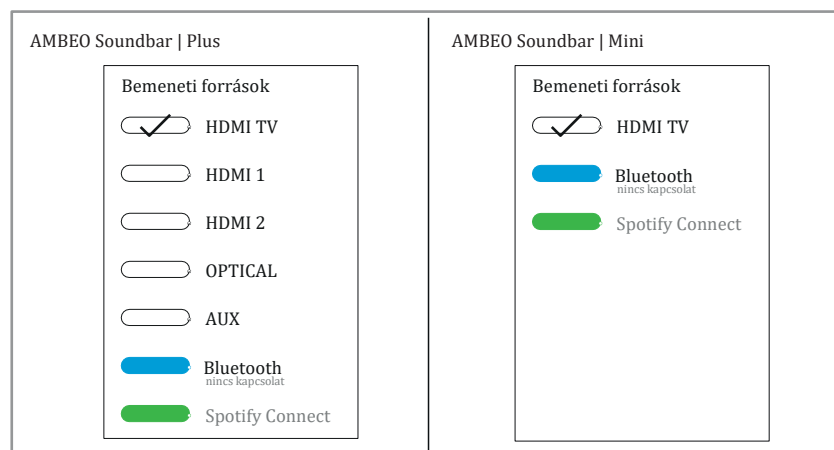 AMBEO Soundbar | Plus
Bemeneti források
HDMI TV
HDMI 1
HDMI 2
OPTICAL
AUX
Bluetooth
nincs kapcsolat
Spotify Connect
AMBEO Soundbar | Mini
Bemeneti források
HDMI TV
Bluetooth
nincs kapcsolat
Spotify Connect